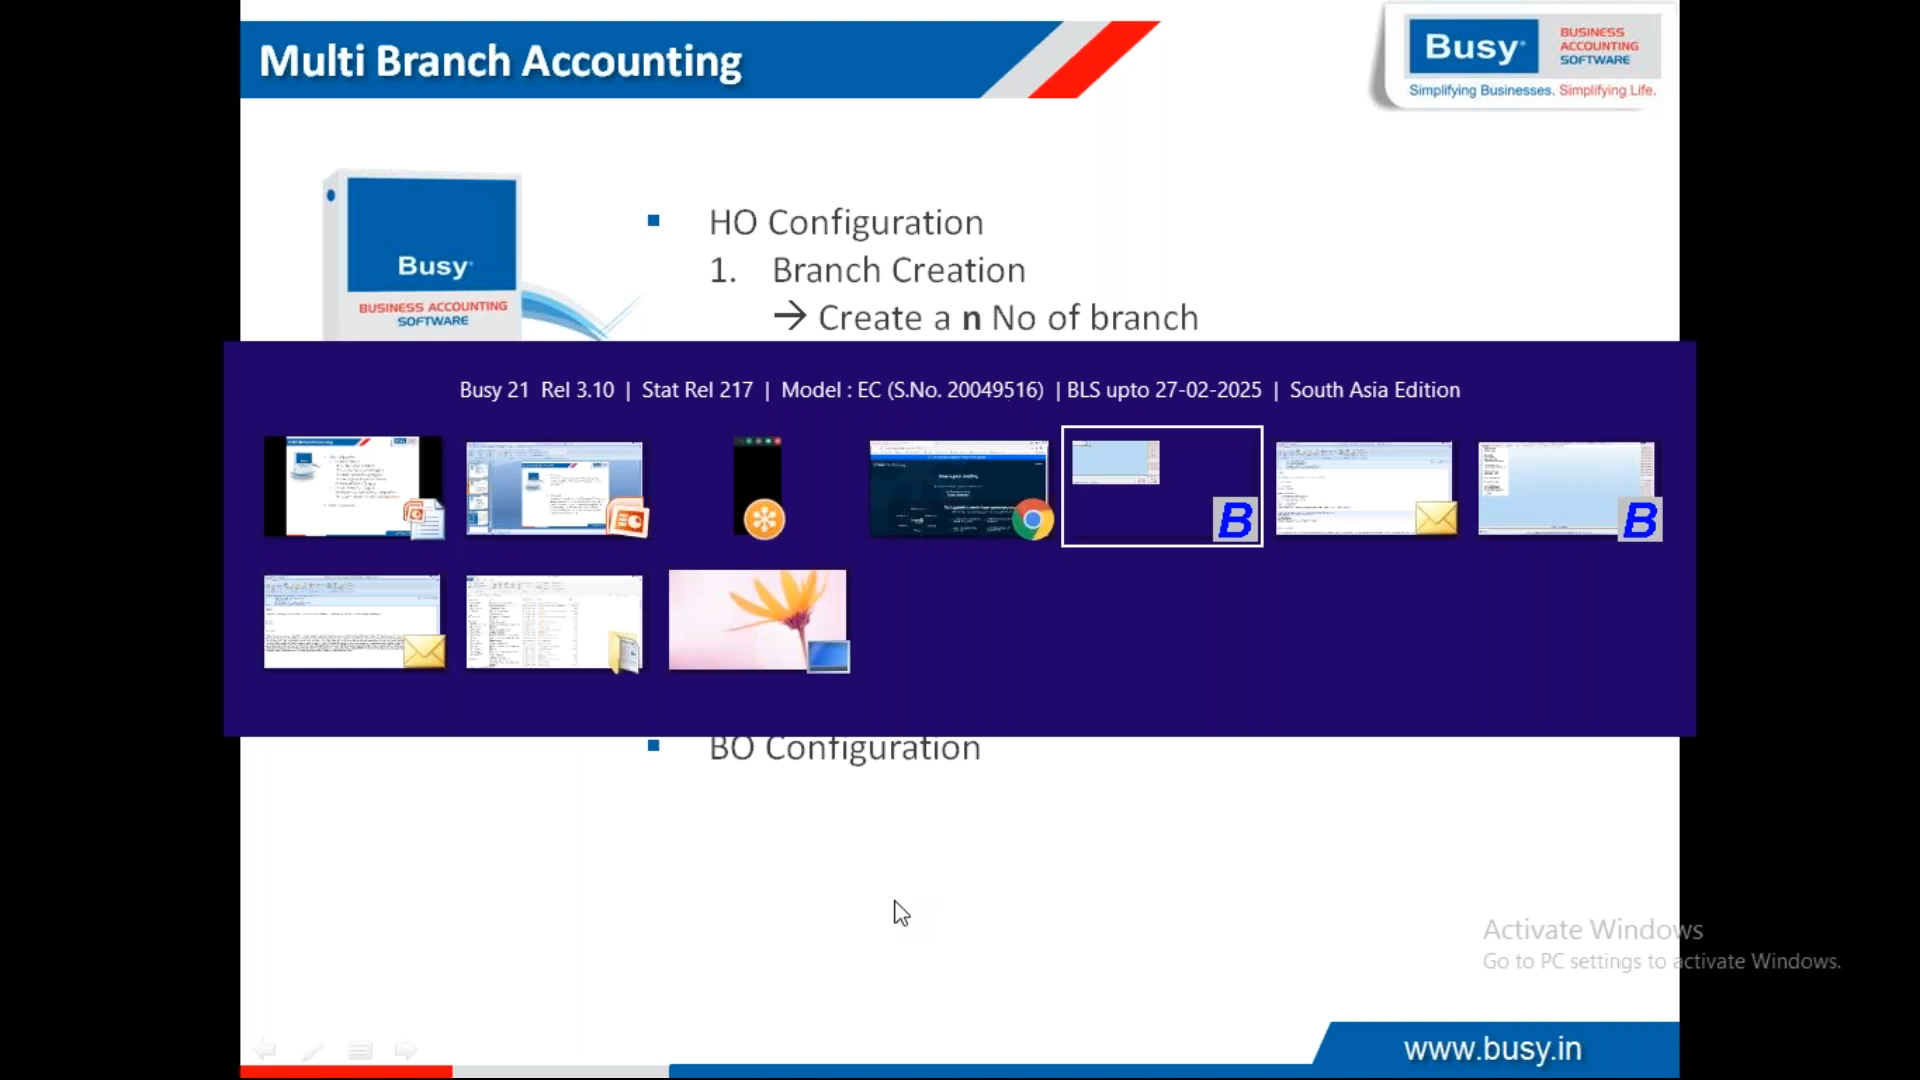 Multi Branch Accounting
Busy
BUSINESS
ACCOUNTING
SOFTWARE
Simplifying Businesses. Simplifying Life.
Busy
BUSINESS ACCOUNTING
SOFTWARE
▪ HO Configuration
1. Branch Creation
→ Create a n No of branch
Busy 21 Rel 3.10 | Stat Rel 217 | Model : EC (S.No. 20049516) | BLS upto 27-02-2025 | South Asia Edition
B
B
▪ BO Configuration
Activate Windows
Go to PC settings to activate Windows.
www.busy.in